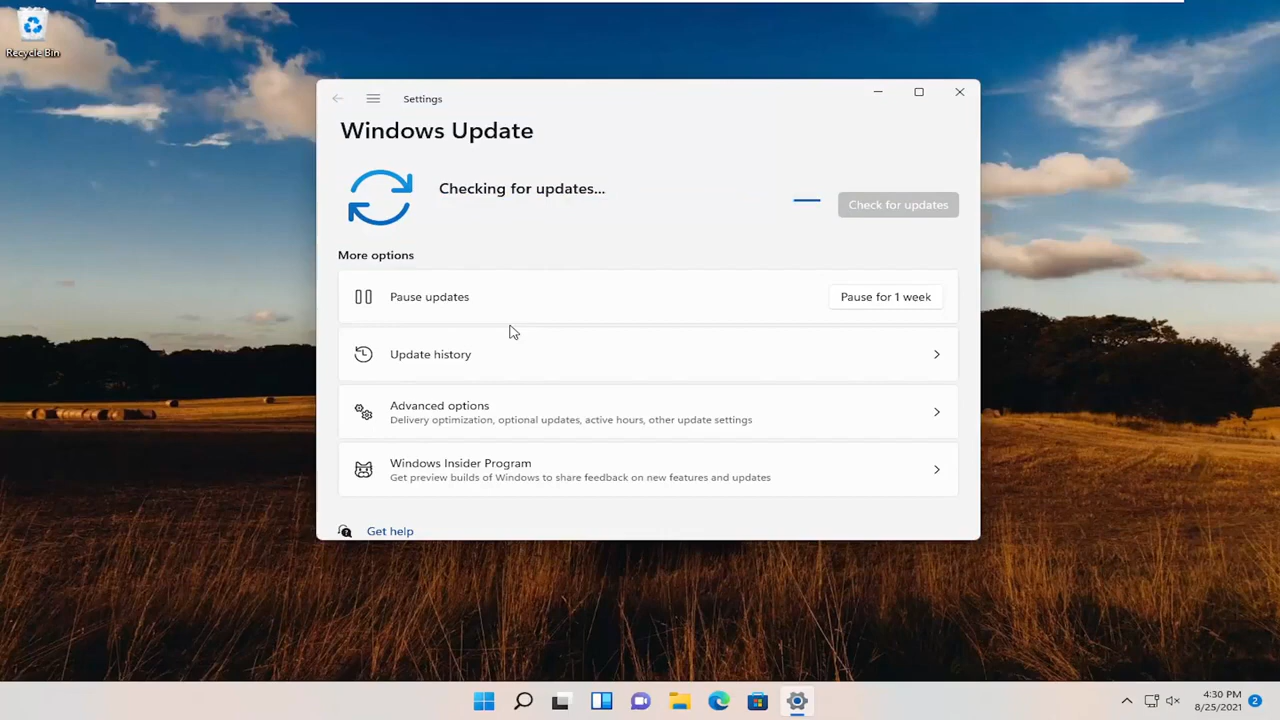 Recycle Bin
Settings
Windows Update
Checking for updates...
Check for updates
More options
Pause updates
Pause for 1 week
Update history
Advanced options
Delivery optimization, optional updates, active hours, other update settings
Windows Insider Program
Get preview builds of Windows to share feedback on new features and updates
Get help
4:30 PM
8/25/2021
2